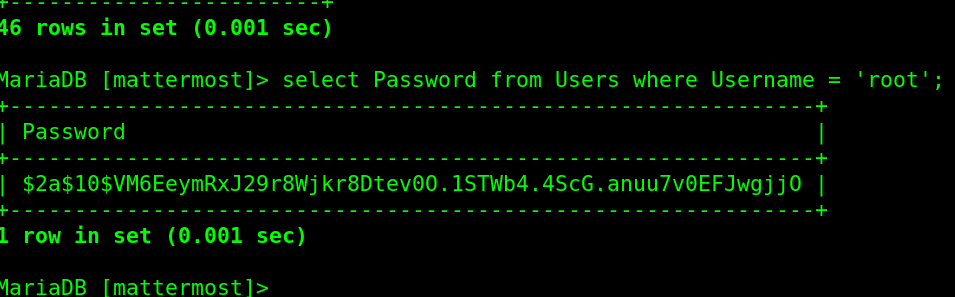 +------------------------+
46 rows in set (0.001 sec)
MariaDB [mattermost]> select Password from Users where Username = 'root';
+--------------------------------------------------------------+
| Password                                                     |
+--------------------------------------------------------------+
| $2a$10$VM6EeymRxJ29r8Wjkr8Dtev0O.1STWb4.4ScG.anuu7v0EFJwgjjO |
+--------------------------------------------------------------+
1 row in set (0.001 sec)
MariaDB [mattermost]>